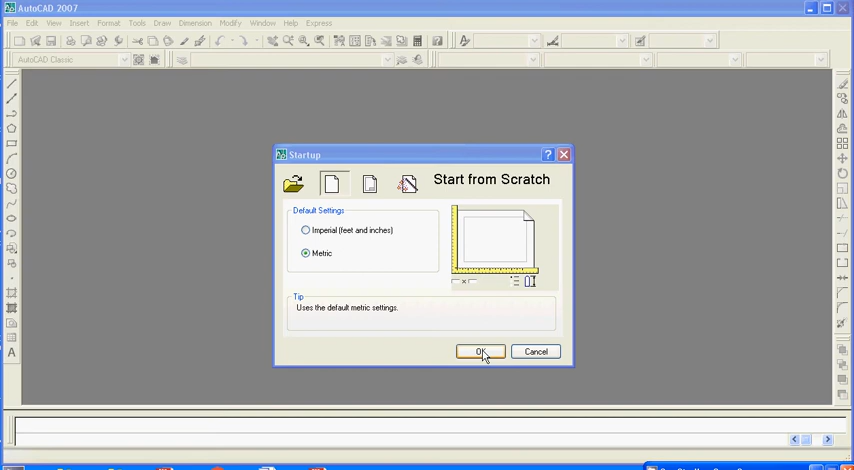 AutoCAD 2007
File Edit View Insert Format Tools Draw Dimension Modify Window Help Express
AutoCAD Classic
Startup
Start from Scratch
Default Settings
Imperial (feet and inches)
Metric
Tip
Uses the default metric settings.
OK Cancel
A